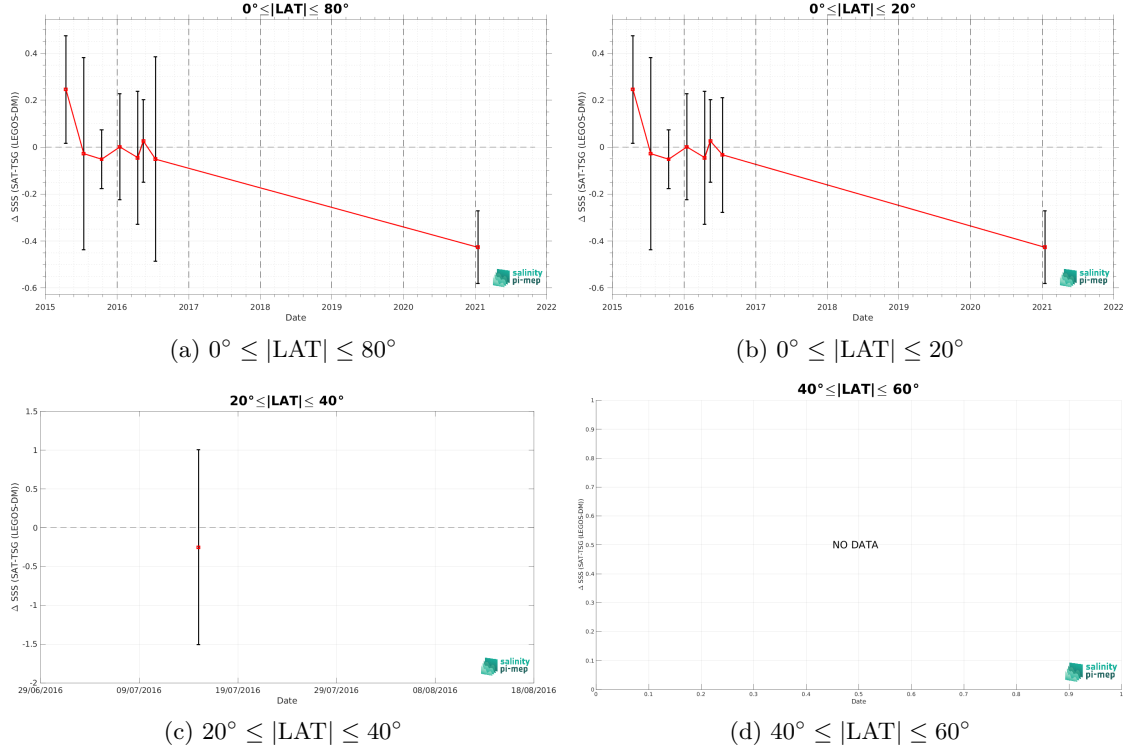 0°≤|LAT|≤ 80°
Δ SSS (SAT-TSG (LEGOS-DM))
0.4
0.2
0
-0.2
-0.4
-0.6
2015 2016 2017 2018 2019 2020 2021 2022
Date
salinity
pi-mep
(a) 0° ≤ |LAT| ≤ 80°
0°≤|LAT|≤ 20°
Δ SSS (SAT-TSG (LEGOS-DM))
0.4
0.2
0
-0.2
-0.4
-0.6
2015 2016 2017 2018 2019 2020 2021 2022
Date
salinity
pi-mep
(b) 0° ≤ |LAT| ≤ 20°
20°≤|LAT|≤ 40°
Δ SSS (SAT-TSG (LEGOS-DM))
1.5
1
0.5
0
-0.5
-1
-1.5
-2
29/06/2016 09/07/2016 19/07/2016 29/07/2016 08/08/2016 18/08/2016
Date
salinity
pi-mep
(c) 20° ≤ |LAT| ≤ 40°
40°≤|LAT|≤ 60°
Δ SSS (SAT-TSG (LEGOS-DM))
1
0.9
0.8
0.7
0.6
0.5
0.4
0.3
0.2
0.1
0
NO DATA
0 0.1 0.2 0.3 0.4 0.5 0.6 0.7 0.8 0.9 1
Date
salinity
pi-mep
(d) 40° ≤ |LAT| ≤ 60°